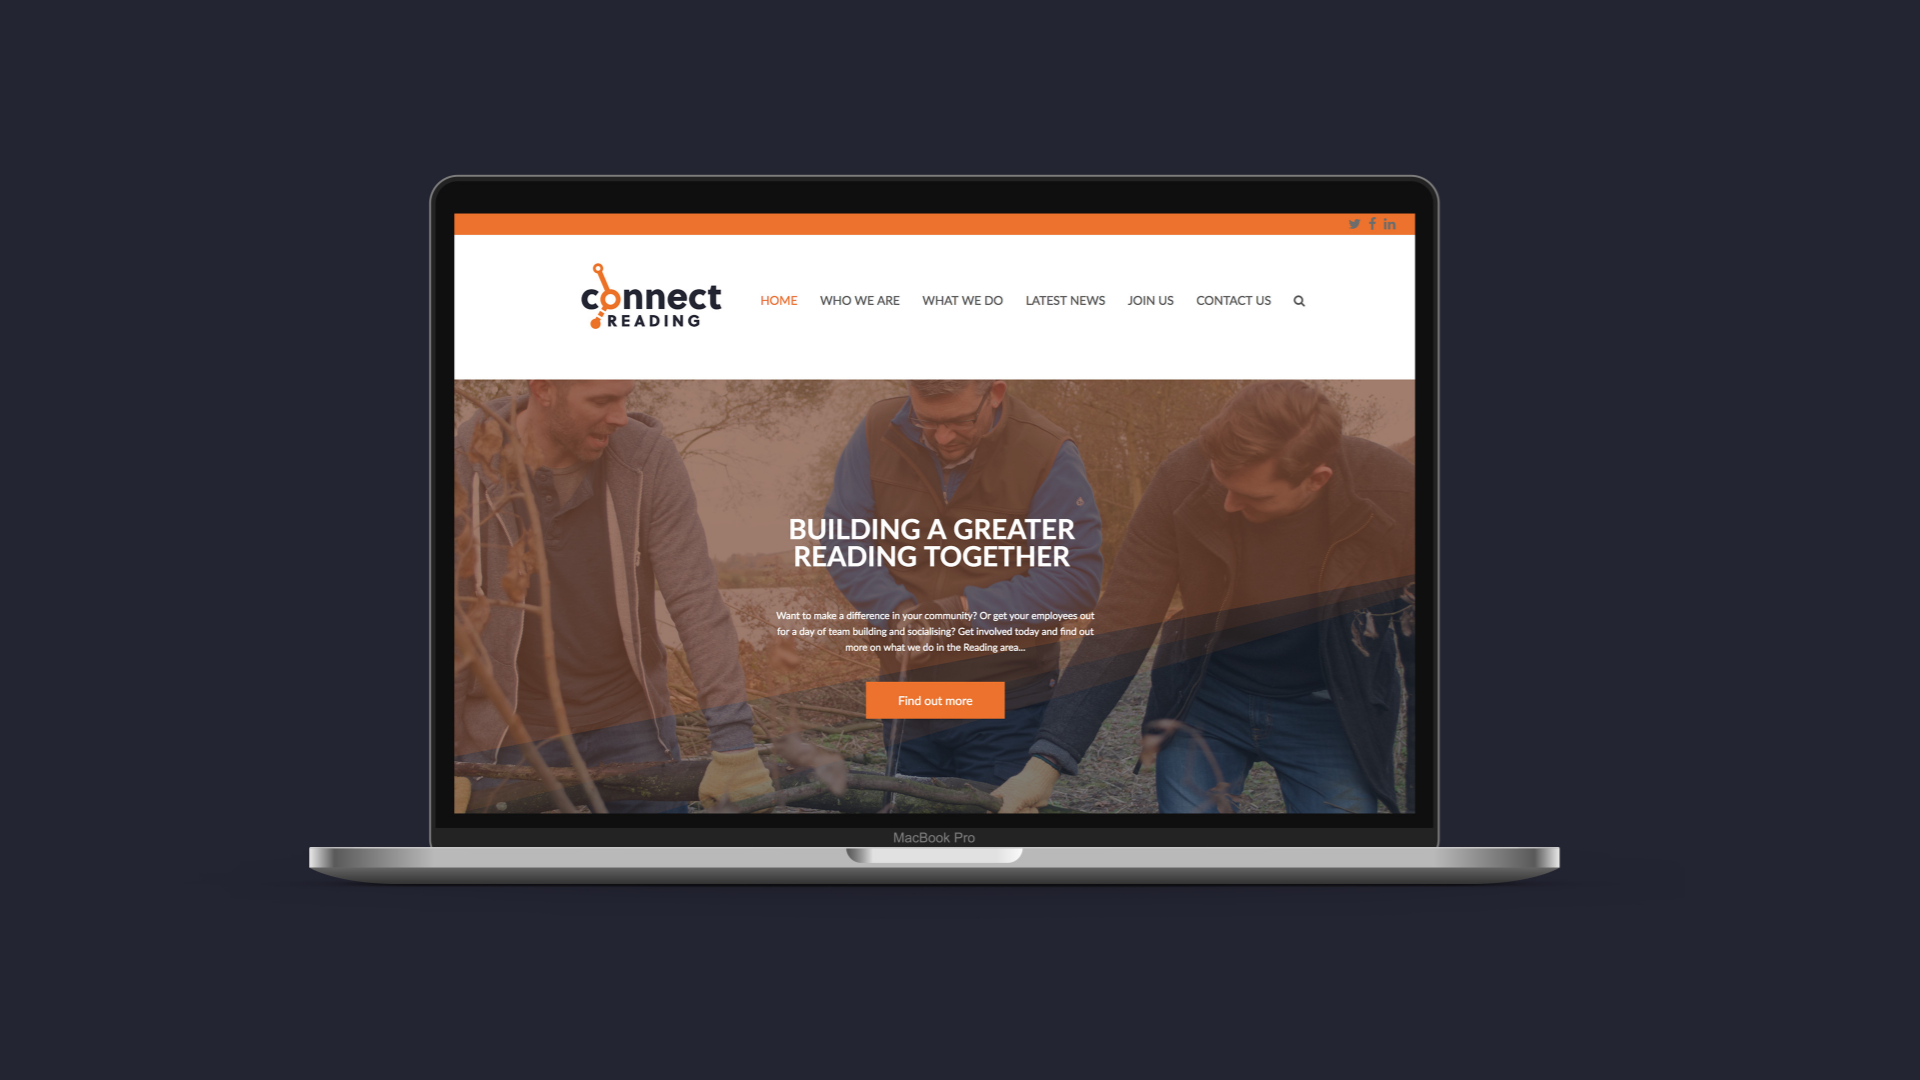 connect
READING
HOME WHO WE ARE WHAT WE DO LATEST NEWS JOIN US CONTACT US
BUILDING A GREATER
READING TOGETHER
Want to make a difference in your community? Or get your employees out
for a day of team building and socialising? Get involved today and find out
more on what we do in the Reading area...
Find out more
MacBook Pro